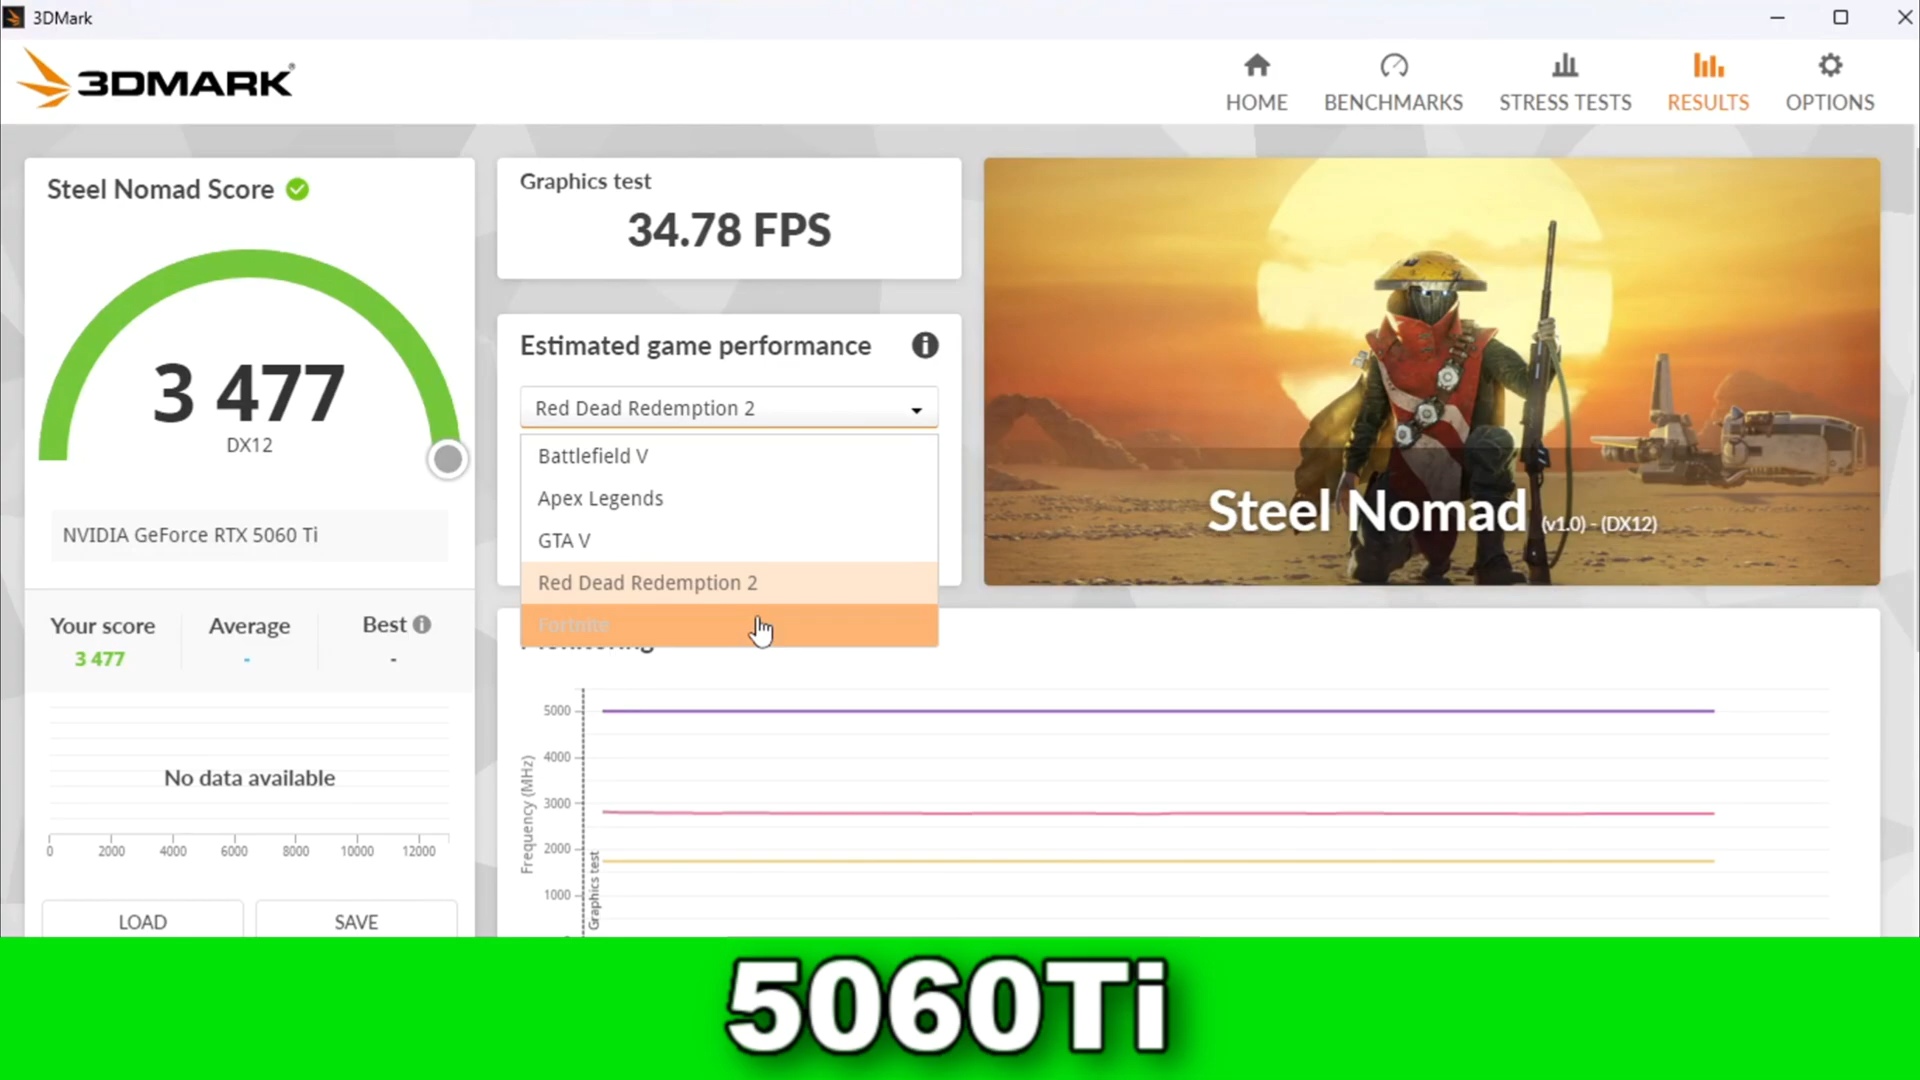 3DMark
3DMARK
HOME
BENCHMARKS
STRESS TESTS
RESULTS
OPTIONS
Steel Nomad Score
3 477
DX12
NVIDIA GeForce RTX 5060 Ti
Your score
3 477
Average
-
Best
-
No data available
0 2000 4000 6000 8000 10000 12000
LOAD
SAVE
Graphics test
34.78 FPS
Estimated game performance
Red Dead Redemption 2
Battlefield V
Apex Legends
GTA V
Red Dead Redemption 2
Fortnite
Monitoring
Frequency (MHz)
5000
4000
3000
2000
1000
Graphics test
Steel Nomad (v1.0) - (DX12)
5060Ti